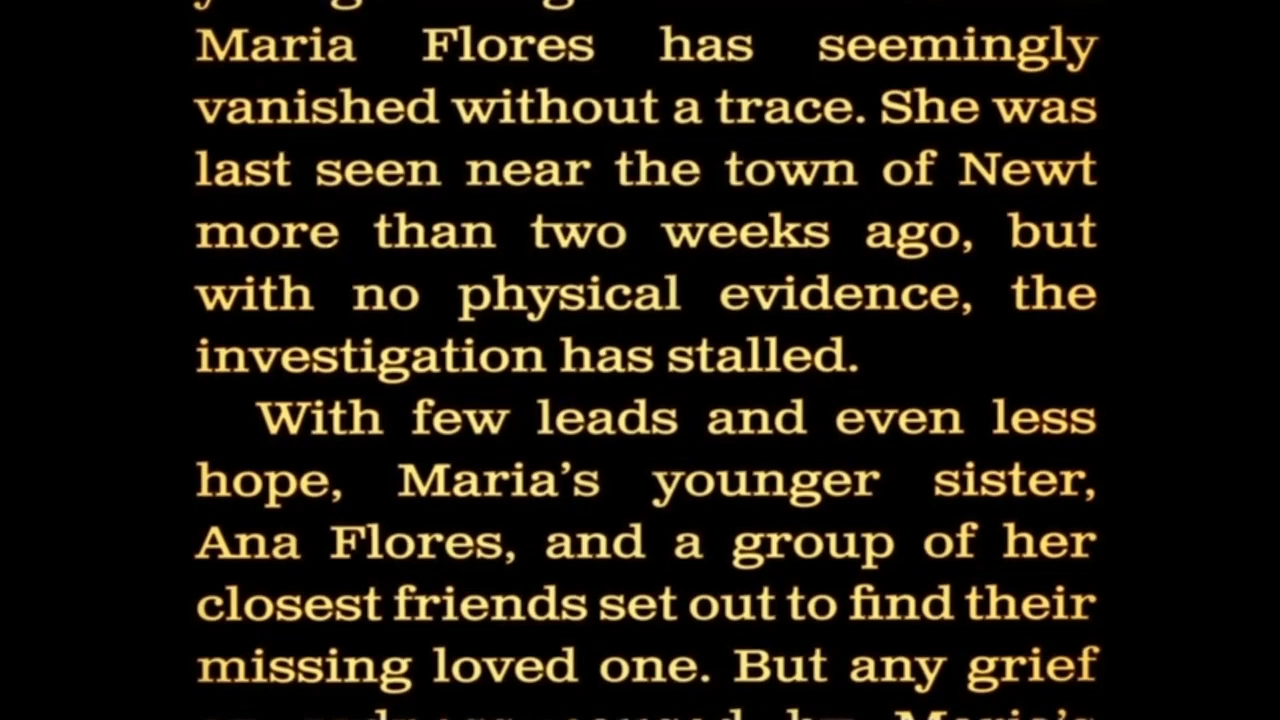 Maria Flores has seemingly
vanished without a trace. She was
last seen near the town of Newt
more than two weeks ago, but
with no physical evidence, the
investigation has stalled.
With few leads and even less
hope, Maria’s younger sister,
Ana Flores, and a group of her
closest friends set out to find their
missing loved one. But any grief